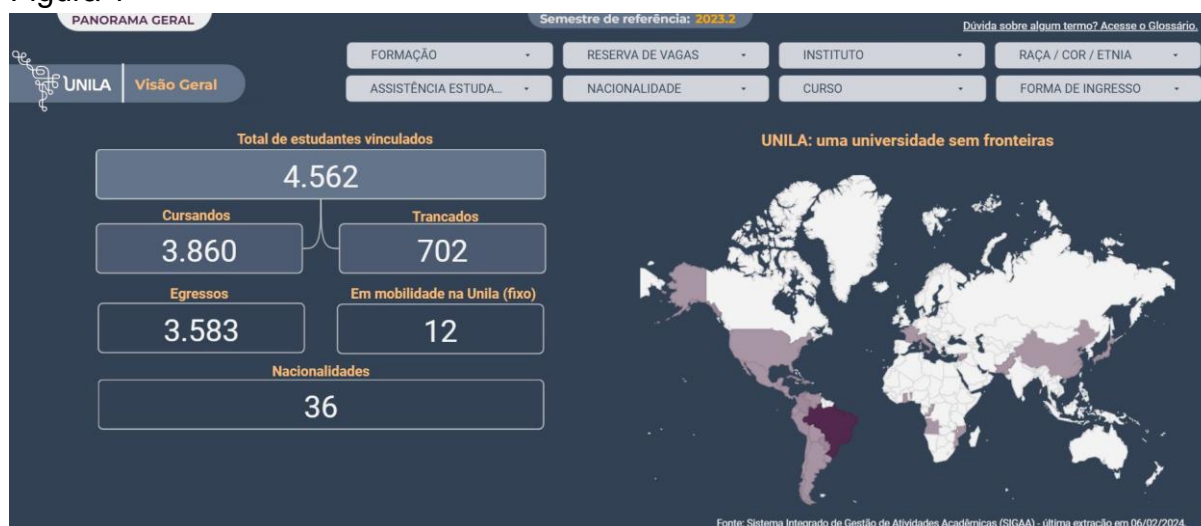 PANORAMA GERAL
Semestre de referência: 2023.2
Dúvida sobre algum termo? Acesse o Glossário.
FORMAÇÃO
RESERVA DE VAGAS
INSTITUTO
RAÇA / COR / ETNIA
UNILA
Visão Geral
ASSISTÊNCIA ESTUDA...
NACIONALIDADE
CURSO
FORMA DE INGRESSO
Total de estudantes vinculados
4.562
Cursandos
Trancados
3.860
702
Egressos
Em mobilidade na Unila (fixo)
3.583
12
Nacionalidades
36
UNILA: uma universidade sem fronteiras
Fonte: Sistema Integrado de Gestão de Atividades Acadêmicas (SIGAA) - última extração em 06/02/2024